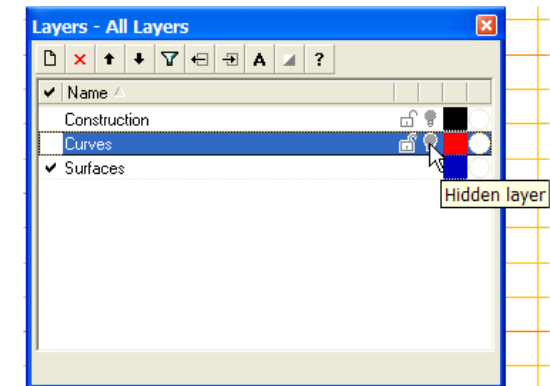 Layers - All Layers
A ?
Name
Construction
Curves
Surfaces
Hidden layer